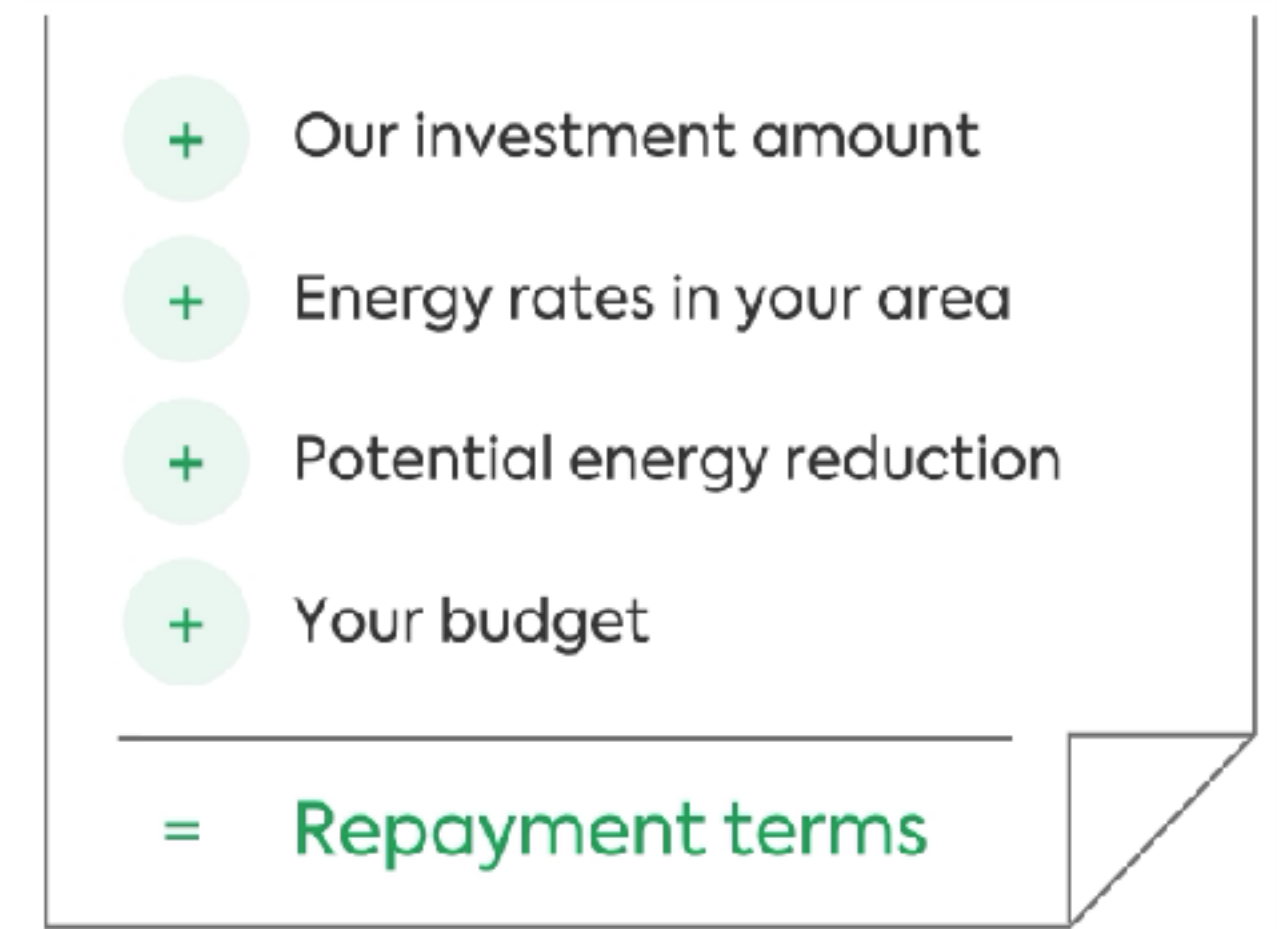 + Our investment amount
+ Energy rates in your area
+ Potential energy reduction
+ Your budget
= Repayment terms